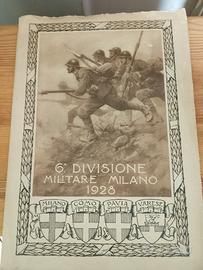 6ª DIVISIONE
MILITARE MILANO
1928
MILANO COMO PAVIA VARESE